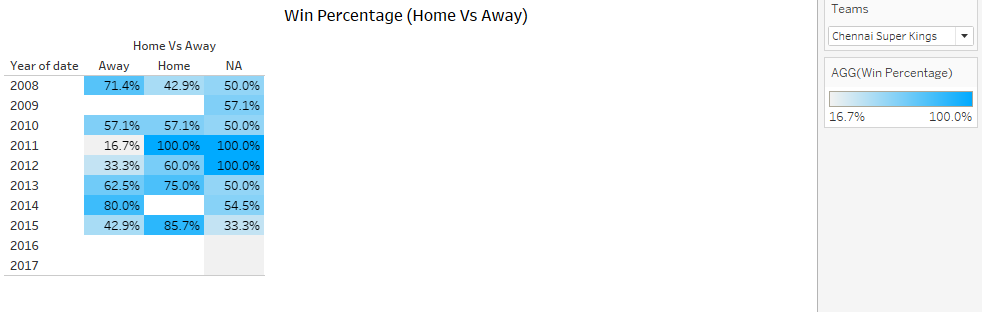 Win Percentage (Home Vs Away)
Home Vs Away
Year of date Away Home NA
2008 71.4% 42.9% 50.0%
2009 57.1%
2010 57.1% 57.1% 50.0%
2011 16.7% 100.0% 100.0%
2012 33.3% 60.0% 100.0%
2013 62.5% 75.0% 50.0%
2014 80.0% 54.5%
2015 42.9% 85.7% 33.3%
2016
2017
Teams
Chennai Super Kings
AGG(Win Percentage)
16.7% 100.0%